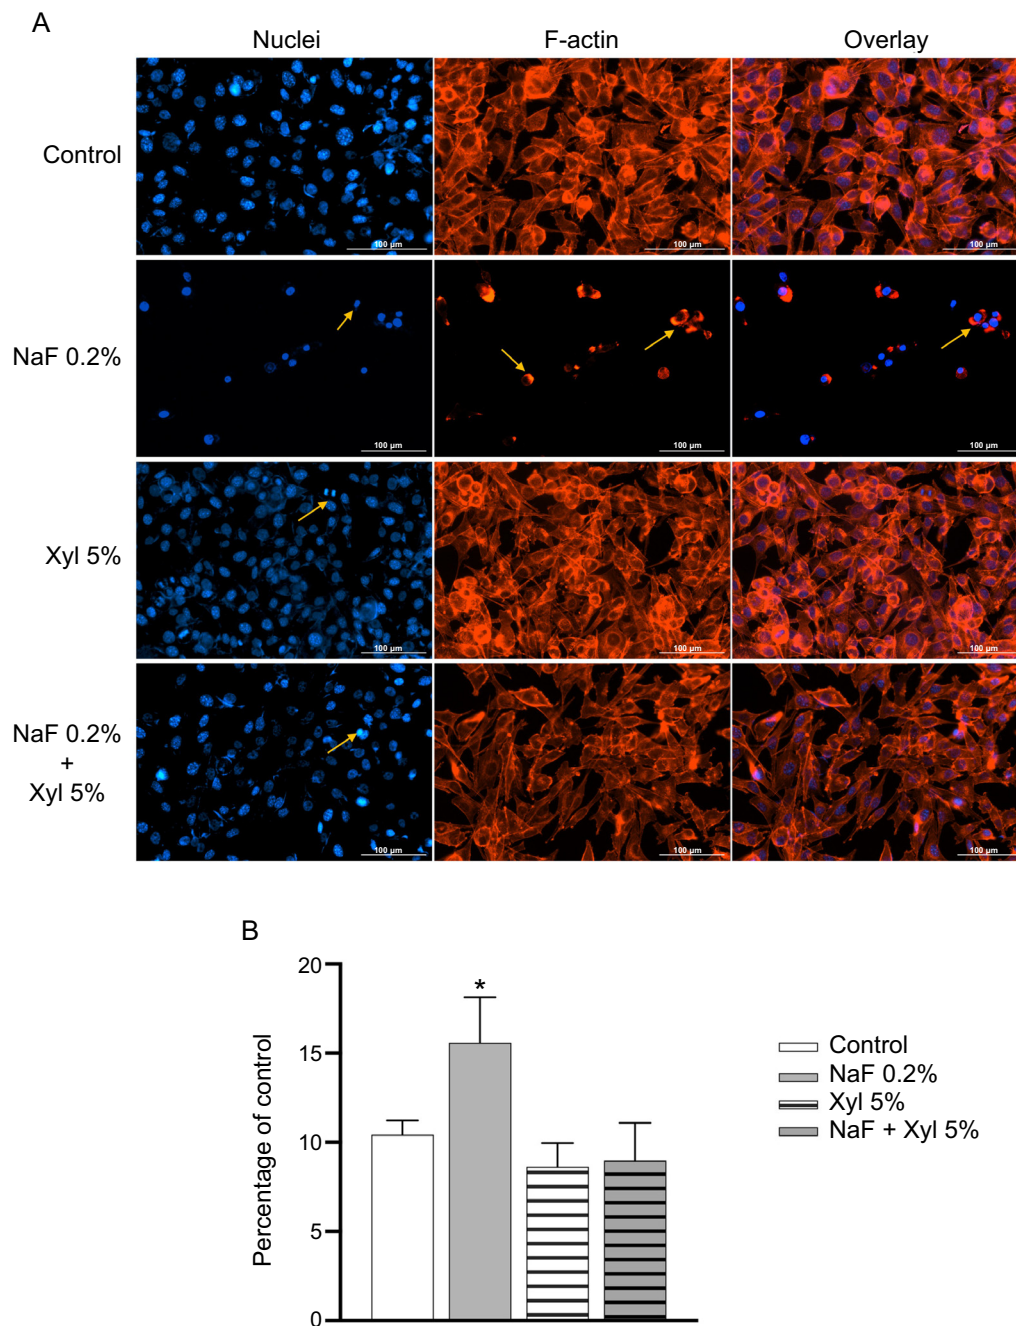 A
Nuclei F-actin Overlay
Control
100 µm 100 µm 100 µm
NaF 0.2%
100 µm 100 µm 100 µm
Xyl 5%
100 µm 100 µm 100 µm
NaF 0.2%
+
Xyl 5%
100 µm 100 µm 100 µm
B
Percentage of control
20
15
10
5
0
*
Control
NaF 0.2%
Xyl 5%
NaF + Xyl 5%